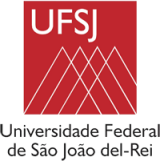 UFSJ
Universidade Federal
de São João del-Rei